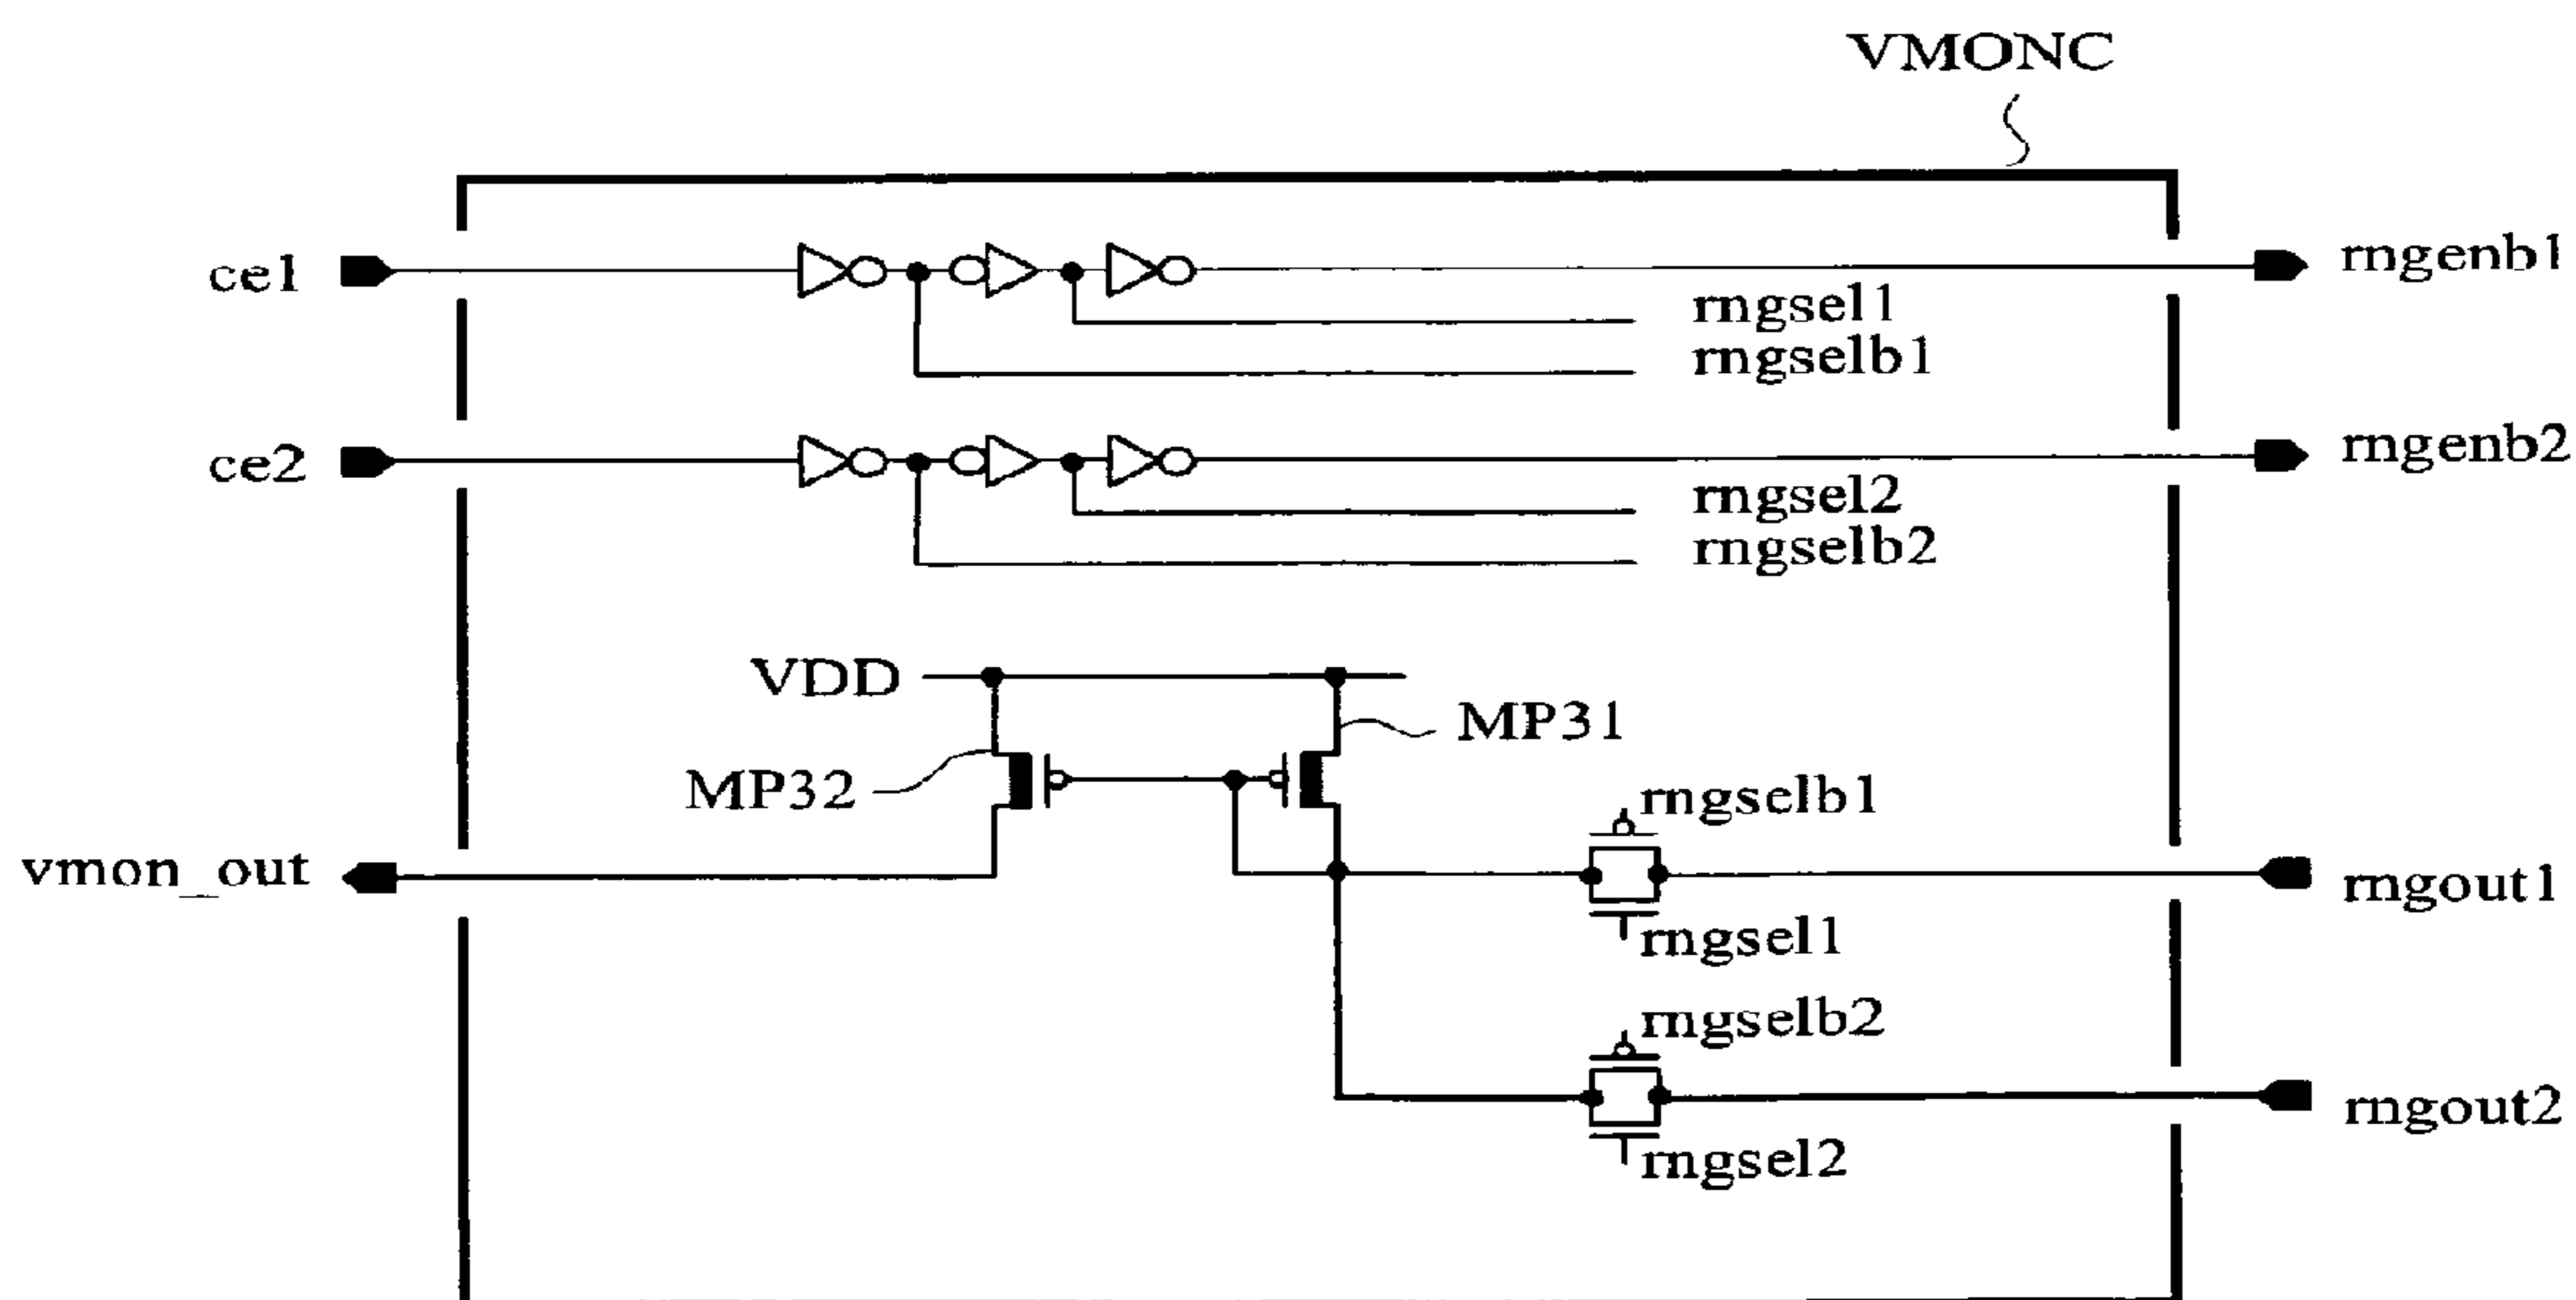 VMONC
ce1
rngenb1
rngsel1
rngselb1
ce2
rngenb2
rngsel2
rngselb2
VDD
MP31
MP32
rngselb1
vmon_out
rngout1
rngsel1
rngselb2
rngout2
rngsel2